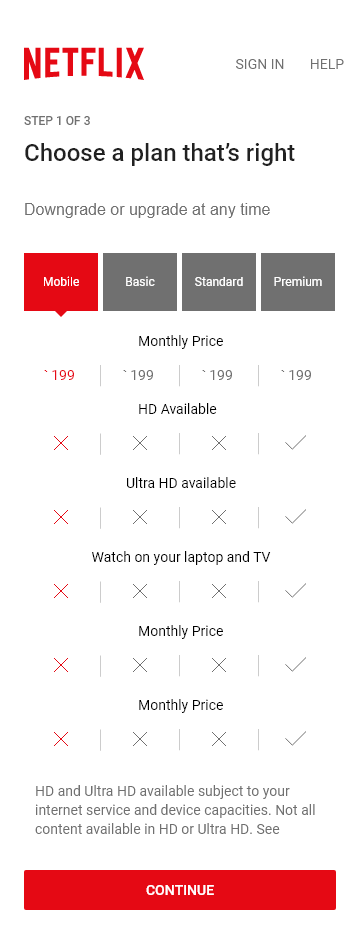 NETFLIX
SIGN IN HELP
STEP 1 OF 3
Choose a plan that's right
Downgrade or upgrade at any time
Mobile Basic Standard Premium
Monthly Price
` 199 ` 199 ` 199 ` 199
HD Available
Ultra HD available
Watch on your laptop and TV
Monthly Price
Monthly Price
HD and Ultra HD available subject to your
internet service and device capacities. Not all
content available in HD or Ultra HD. See
CONTINUE